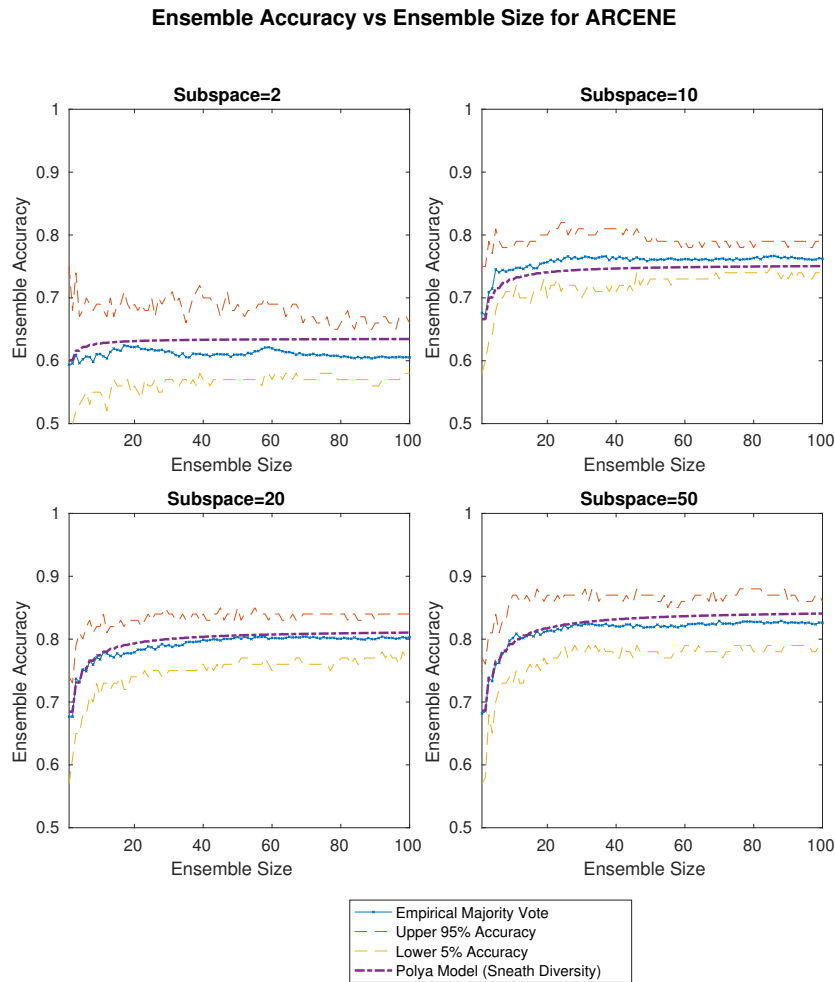 Ensemble Accuracy vs Ensemble Size for ARCENE
Subspace=2
1
0.9
0.8
0.7
0.6
0.5
Ensemble Accuracy
20 40 60 80 100
Ensemble Size
Subspace=10
1
0.9
0.8
0.7
0.6
0.5
Ensemble Accuracy
20 40 60 80 100
Ensemble Size
Subspace=20
1
0.9
0.8
0.7
0.6
0.5
Ensemble Accuracy
20 40 60 80 100
Ensemble Size
Subspace=50
1
0.9
0.8
0.7
0.6
0.5
Ensemble Accuracy
20 40 60 80 100
Ensemble Size
Empirical Majority Vote
Upper 95% Accuracy
Lower 5% Accuracy
Polya Model (Sneath Diversity)